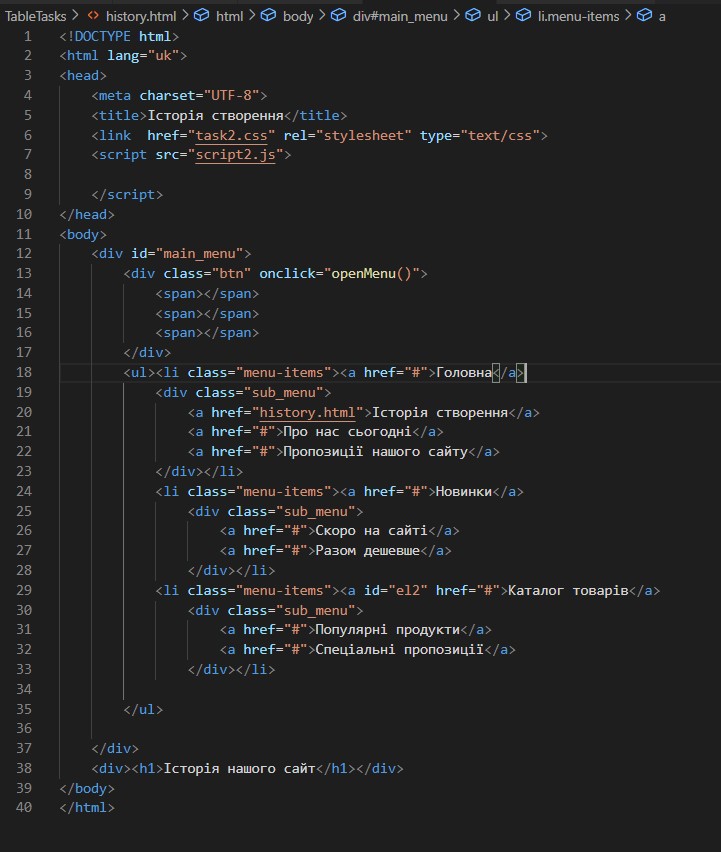 TableTasks > history.html > html > body > div#main_menu > ul > li.menu-items > a
1 <!DOCTYPE html>
2 <html lang="uk">
3 <head>
4     <meta charset="UTF-8">
5     <title>Історія створення</title>
6     <link  href="task2.css" rel="stylesheet" type="text/css">
7     <script src="script2.js">
8
9     </script>
10 </head>
11 <body>
12     <div id="main_menu">
13         <div class="btn" onclick="openMenu()">
14             <span></span>
15             <span></span>
16             <span></span>
17         </div>
18         <ul><li class="menu-items"><a href="#">Головна</a>
19             <div class="sub_menu">
20                 <a href="history.html">Історія створення</a>
21                 <a href="#">Про нас сьогодні</a>
22                 <a href="#">Пропозиції нашого сайту</a>
23             </div></li>
24             <li class="menu-items"><a href="#">Новинки</a>
25                 <div class="sub_menu">
26                     <a href="#">Скоро на сайті</a>
27                     <a href="#">Разом дешевше</a>
28                 </div></li>
29             <li class="menu-items"><a id="el2" href="#">Каталог товарів</a>
30                 <div class="sub_menu">
31                     <a href="#">Популярні продукти</a>
32                     <a href="#">Спеціальні пропозиції</a>
33                 </div></li>
34
35         </ul>
36
37     </div>
38     <div><h1>Історія нашого сайт</h1></div>
39 </body>
40 </html>